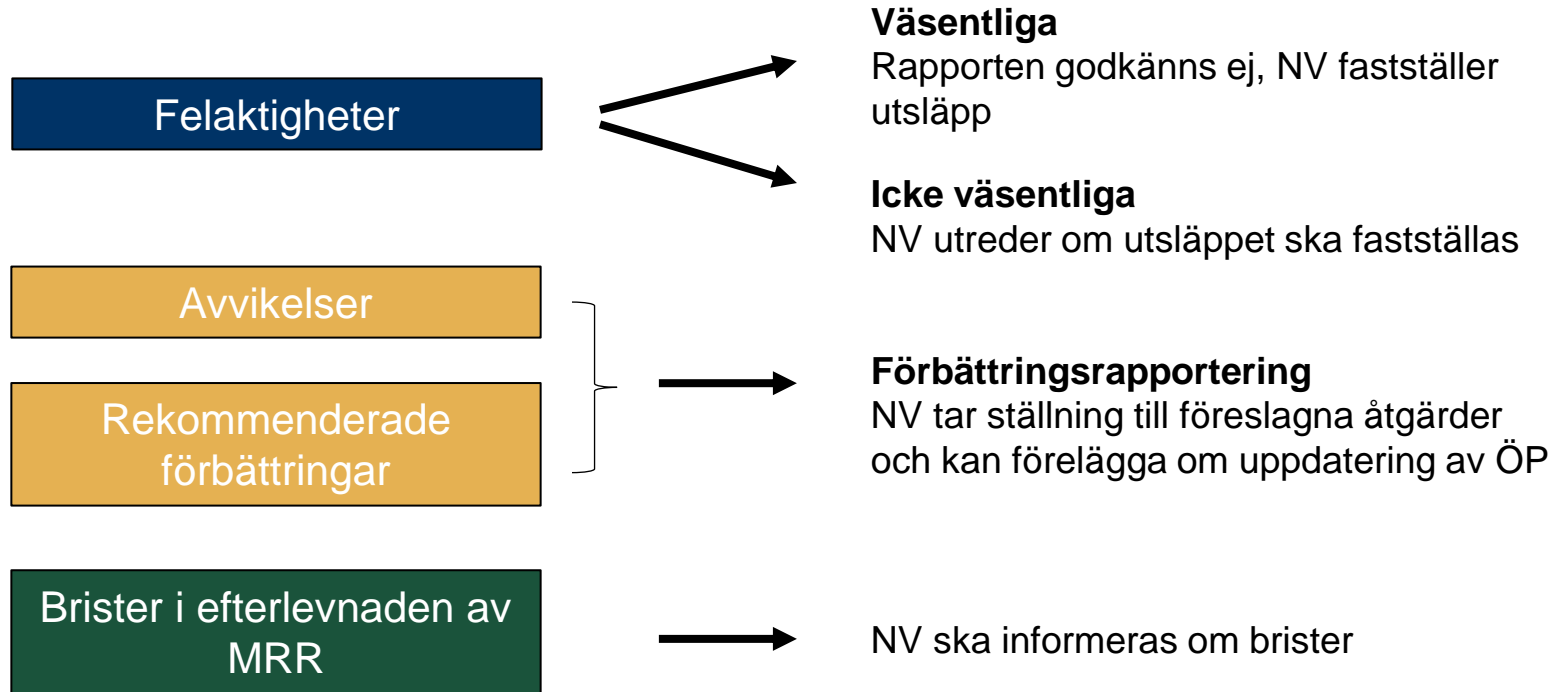 Felaktigheter
Väsentliga
Rapporten godkänns ej, NV fastställer
utsläpp
Icke väsentliga
NV utreder om utsläppet ska fastställas
Avvikelser
Rekommenderade
förbättringar
Förbättringsrapportering
NV tar ställning till föreslagna åtgärder
och kan förelägga om uppdatering av ÖP
Brister i efterlevnaden av
MRR
NV ska informeras om brister